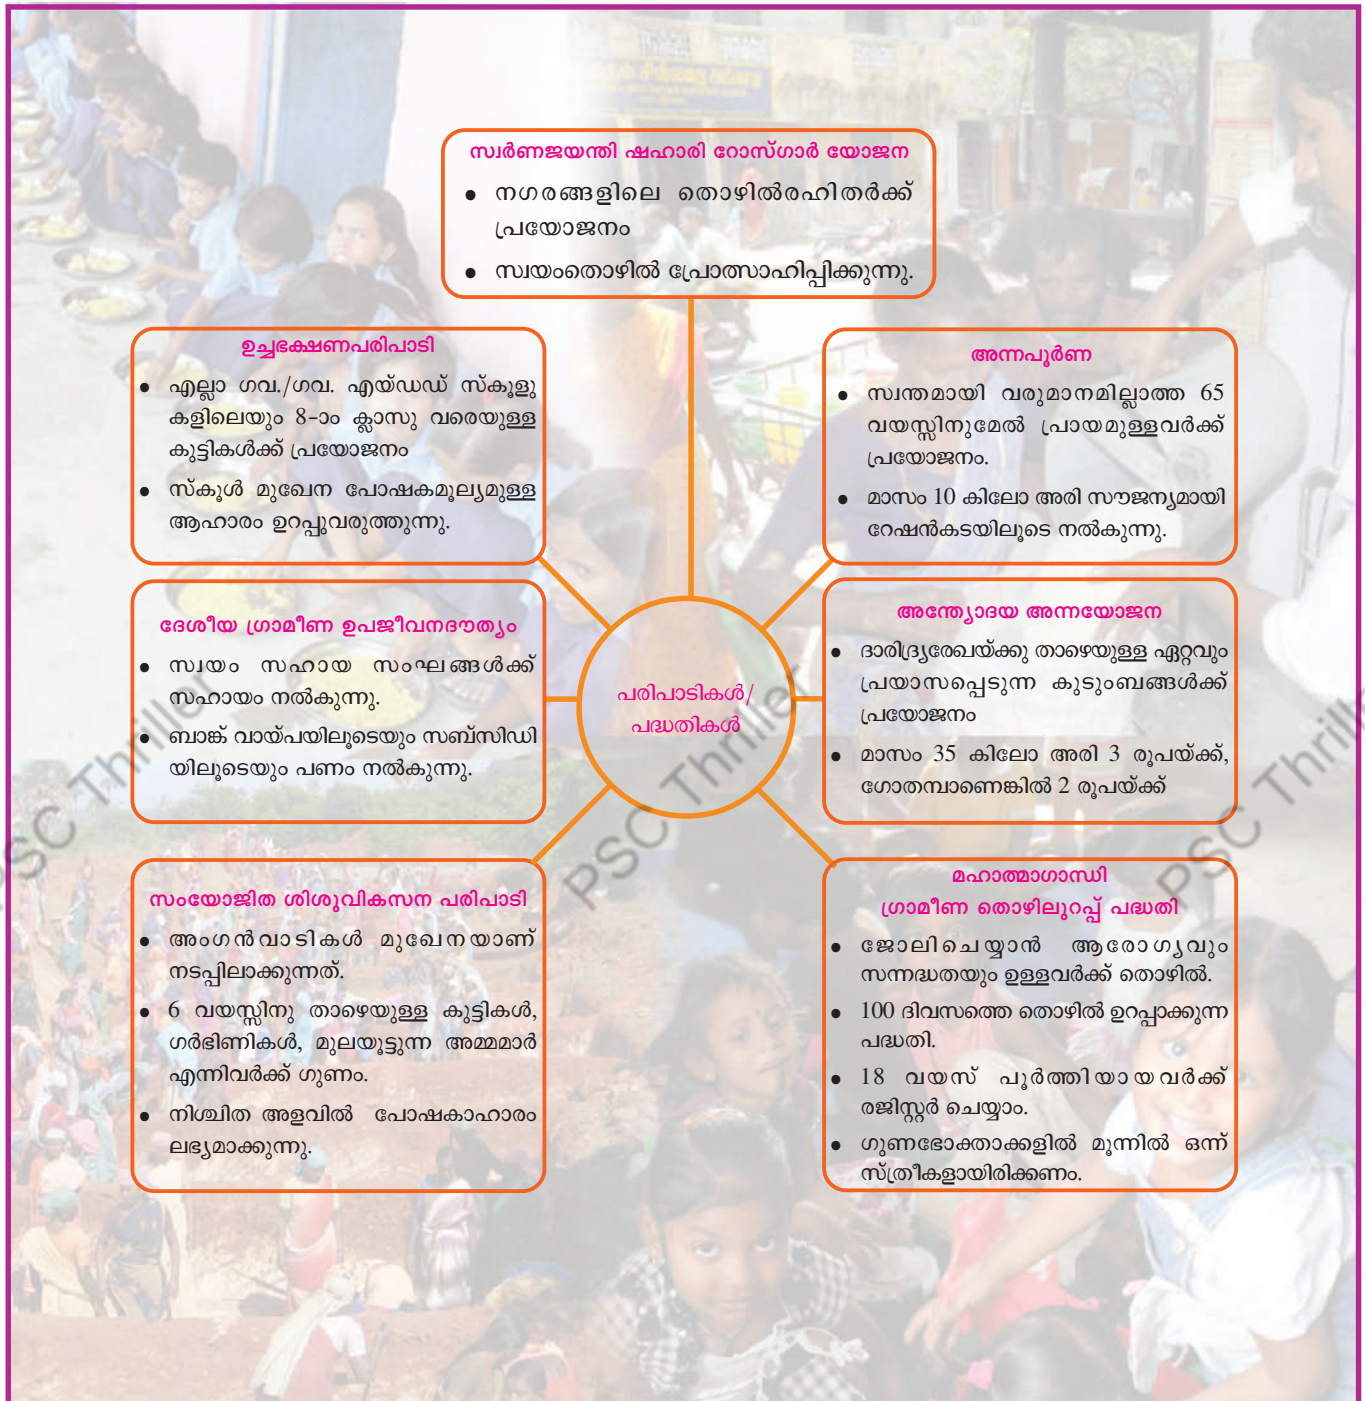 സ്വർണജയന്തി ഷഹാരി റോസ്ഗാർ യോജന
● നഗരങ്ങളിലെ തൊഴിൽരഹിതർക്ക്
പ്രയോജനം
● സ്വയംതൊഴിൽ പ്രോത്സാഹിപ്പിക്കുന്നു.
ഉച്ചഭക്ഷണപരിപാടി
● എല്ലാ ഗവ./ഗവ. എയ്ഡഡ് സ്കൂളു
കളിലെയും 8-ാം ക്ലാസു വരെയുള്ള
കുട്ടികൾക്ക് പ്രയോജനം
● സ്കൂൾ മുഖേന പോഷകമൂല്യമുള്ള
ആഹാരം ഉറപ്പുവരുത്തുന്നു.
അന്നപൂർണ
● സ്വന്തമായി വരുമാനമില്ലാത്ത 65
വയസ്സിനുമേൽ പ്രായമുള്ളവർക്ക്
പ്രയോജനം.
● മാസം 10 കിലോ അരി സൗജന്യമായി
റേഷൻകടയിലൂടെ നൽകുന്നു.
ദേശീയ ഗ്രാമീണ ഉപജീവനദൗത്യം
● സ്വയം സഹായ സംഘങ്ങൾക്ക്
സഹായം നൽകുന്നു.
● ബാങ്ക് വായ്പയിലൂടെയും സബ്സിഡി
യിലൂടെയും പണം നൽകുന്നു.
പരിപാടികൾ/
പദ്ധതികൾ
അന്ത്യോദയ അന്നയോജന
● ദാരിദ്ര്യരേഖയ്ക്കു താഴെയുള്ള ഏറ്റവും
പ്രയാസപ്പെടുന്ന കുടുംബങ്ങൾക്ക്
പ്രയോജനം
● മാസം 35 കിലോ അരി 3 രൂപയ്ക്ക്,
ഗോതമ്പാണെങ്കിൽ 2 രൂപയ്ക്ക്
സംയോജിത ശിശുവികസന പരിപാടി
● അംഗൻവാടികൾ മുഖേനയാണ്
നടപ്പിലാക്കുന്നത്.
● 6 വയസ്സിനു താഴെയുള്ള കുട്ടികൾ,
ഗർഭിണികൾ, മുലയൂട്ടുന്ന അമ്മമാർ
എന്നിവർക്ക് ഗുണം.
● നിശ്ചിത അളവിൽ പോഷകാഹാരം
ലഭ്യമാക്കുന്നു.
മഹാത്മാഗാന്ധി
ഗ്രാമീണ തൊഴിലുറപ്പ് പദ്ധതി
● ജോലിചെയ്യാൻ ആരോഗ്യവും
സന്നദ്ധതയും ഉള്ളവർക്ക് തൊഴിൽ.
● 100 ദിവസത്തെ തൊഴിൽ ഉറപ്പാക്കുന്ന
പദ്ധതി.
● 18 വയസ് പൂർത്തിയായവർക്ക്
രജിസ്റ്റർ ചെയ്യാം.
● ഗുണഭോക്താക്കളിൽ മൂന്നിൽ ഒന്ന്
സ്ത്രീകളായിരിക്കണം.
PSC Thriller
PSC Thriller
PSC Thriller